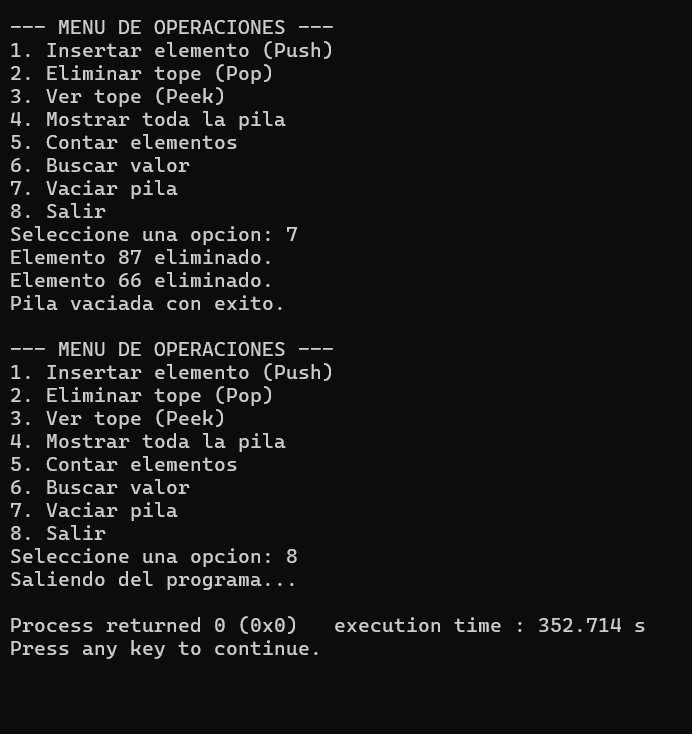 --- MENU DE OPERACIONES ---
1. Insertar elemento (Push)
2. Eliminar tope (Pop)
3. Ver tope (Peek)
4. Mostrar toda la pila
5. Contar elementos
6. Buscar valor
7. Vaciar pila
8. Salir
Seleccione una opcion: 7
Elemento 87 eliminado.
Elemento 66 eliminado.
Pila vaciada con exito.

--- MENU DE OPERACIONES ---
1. Insertar elemento (Push)
2. Eliminar tope (Pop)
3. Ver tope (Peek)
4. Mostrar toda la pila
5. Contar elementos
6. Buscar valor
7. Vaciar pila
8. Salir
Seleccione una opcion: 8
Saliendo del programa...

Process returned 0 (0x0)   execution time : 352.714 s
Press any key to continue.